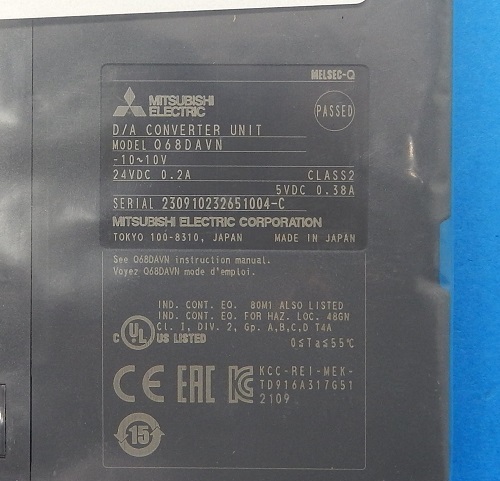 MELSEC-Q
MITSUBISHI
ELECTRIC
PASSED
D/A CONVERTER UNIT
MODEL Q68DAVN
-10~10V
24VDC 0.2A CLASS2
5VDC 0.38A
SERIAL 230910232651004-C
MITSUBISHI ELECTRIC CORPORATION
TOKYO 100-8310, JAPAN MADE IN JAPAN
See Q68DAVN instruction manual.
Voyez Q68DAVN mode d'emploi.
IND. CONT. EQ. 80M1 ALSO LISTED
IND. CONT. EQ. FOR HAZ. LOC. 48GN
Cl. I, DIV. 2, Gp. A,B,C,D T4A
C UL US LISTED 0≤Ta≤55℃
CE EAC KC KCC-REI-MEK-
TD916A317G51
2109
15